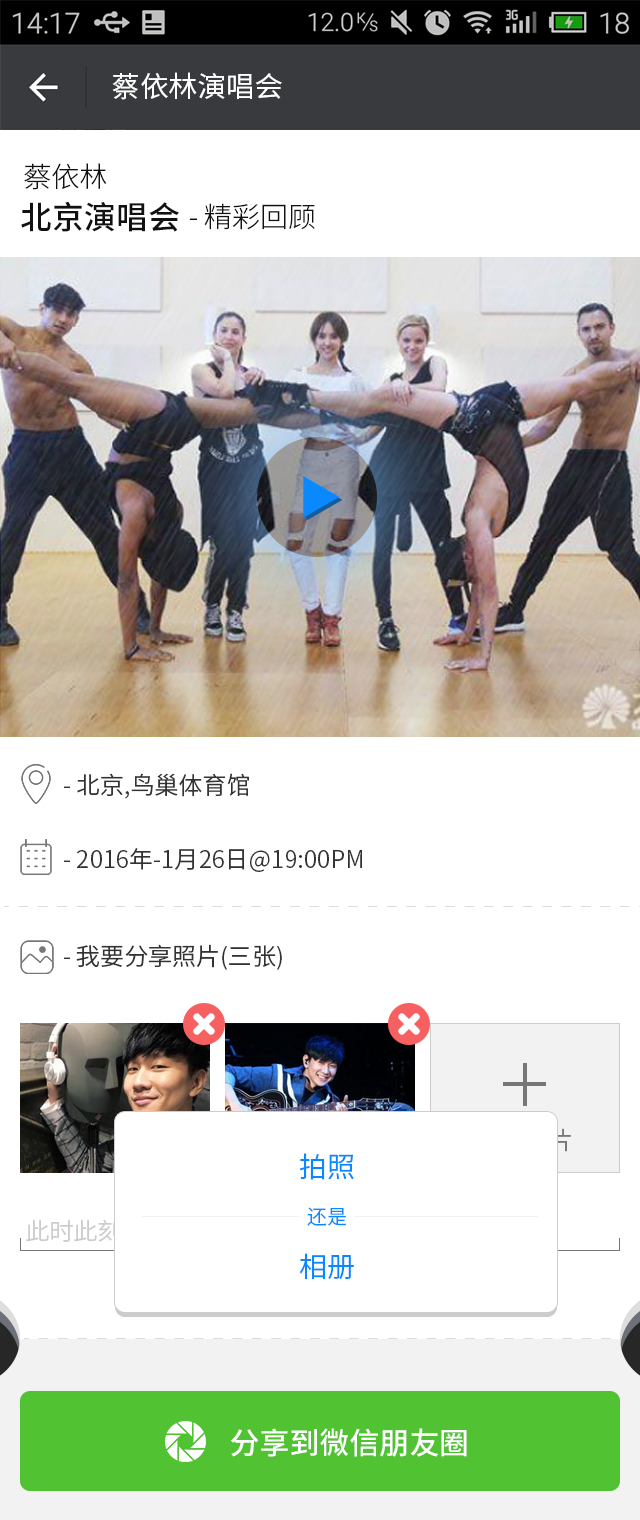 14:17 12.0K/s 3G 18
蔡依林演唱会
蔡依林
北京演唱会 - 精彩回顾
- 北京,鸟巢体育馆
- 2016年-1月26日@19:00PM
- 我要分享照片(三张)
片
拍照
还是
相册
此时此刻
分享到微信朋友圈